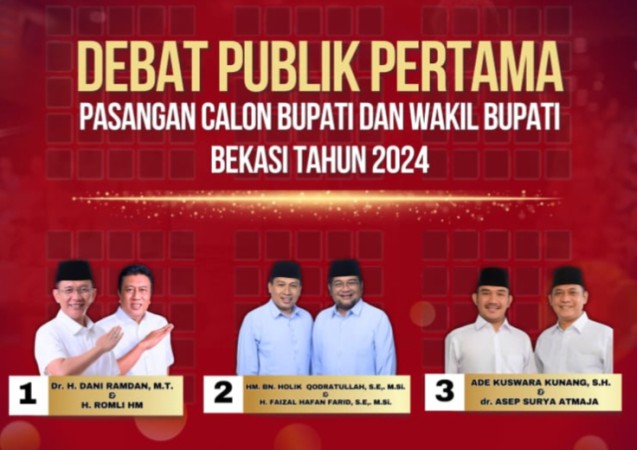 DEBAT PUBLIK PERTAMA
PASANGAN CALON BUPATI DAN WAKIL BUPATI
BEKASI TAHUN 2024
1
Dr. H. DANI RAMDAN, M.T.
&
H. ROMLI HM
2
HM. BN. HOLIK QODRATULLAH, S.E,. M.Si.
&
H. FAIZAL HAFAN FARID, S.E,. M.Si.
3
ADE KUSWARA KUNANG, S.H.
&
dr. ASEP SURYA ATMAJA